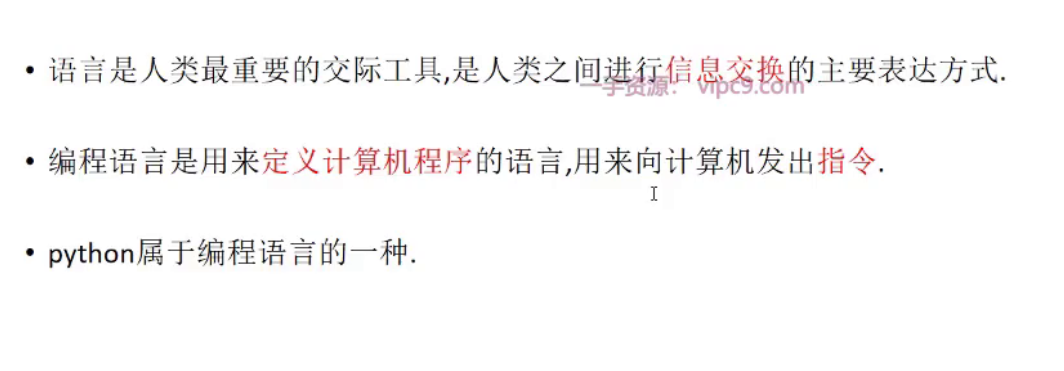 • 语言是人类最重要的交际工具,是人类之间进行信息交换的主要表达方式.
一手资源： vipc9.com
• 编程语言是用来定义计算机程序的语言,用来向计算机发出指令.
• python属于编程语言的一种.